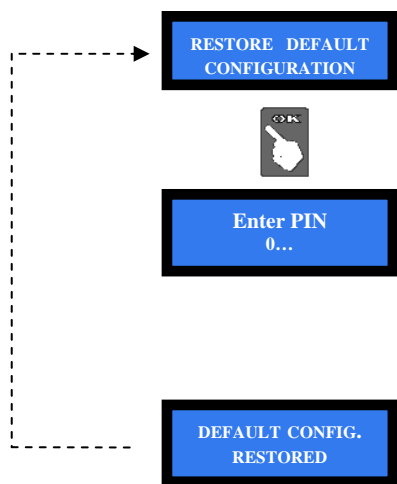 RESTORE DEFAULT
CONFIGURATION
OK
Enter PIN
0...
DEFAULT CONFIG.
RESTORED